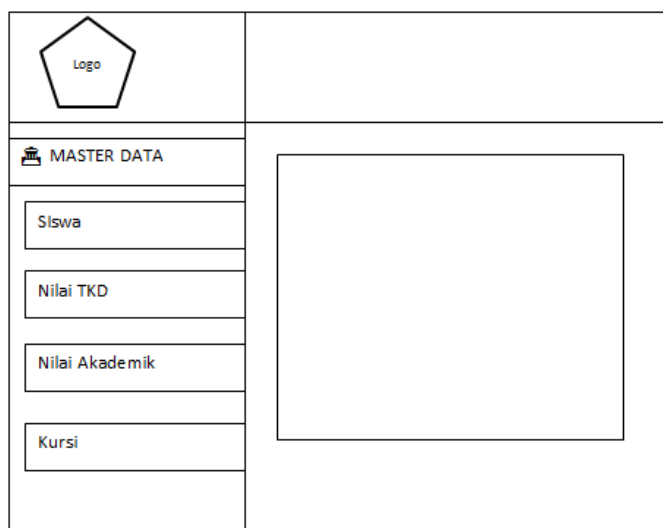 Logo
MASTER DATA
SIswa
Nilai TKD
Nilai Akademik
Kursi